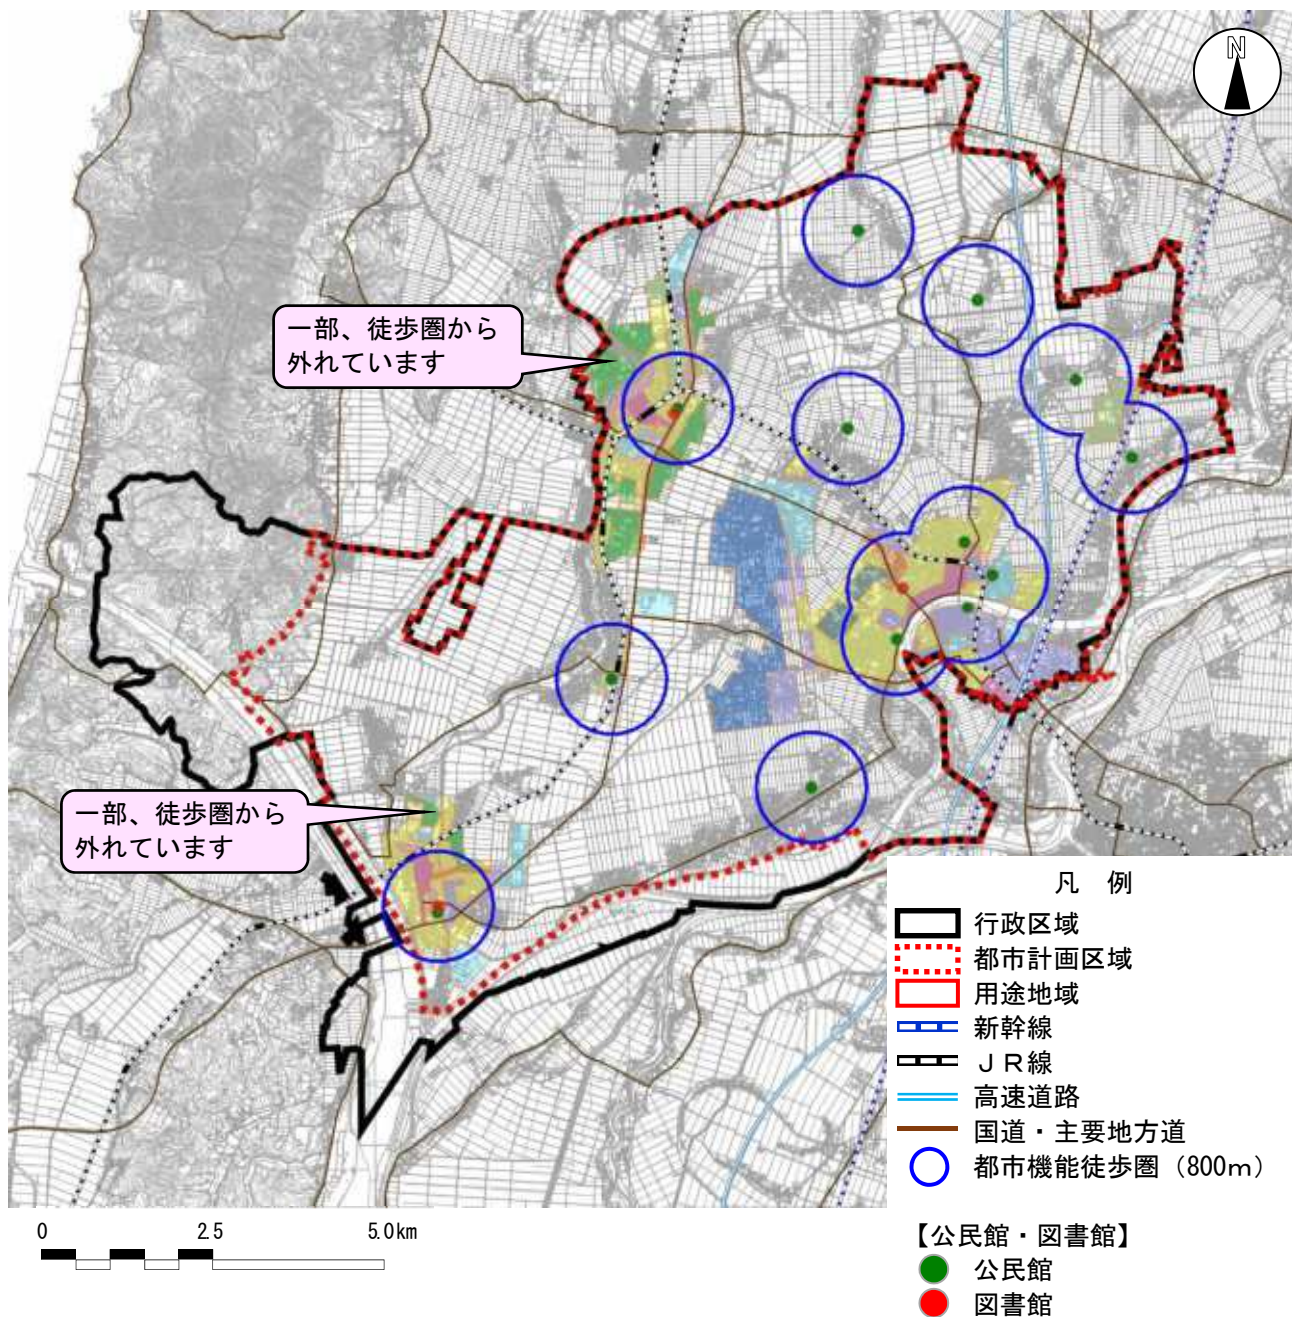 N
一部、徒歩圏から
外れています
一部、徒歩圏から
外れています
凡　例
行政区域
都市計画区域
用途地域
新幹線
ＪＲ線
高速道路
国道・主要地方道
都市機能徒歩圏（800m）
【公民館・図書館】
公民館
図書館
0 2.5 5.0km